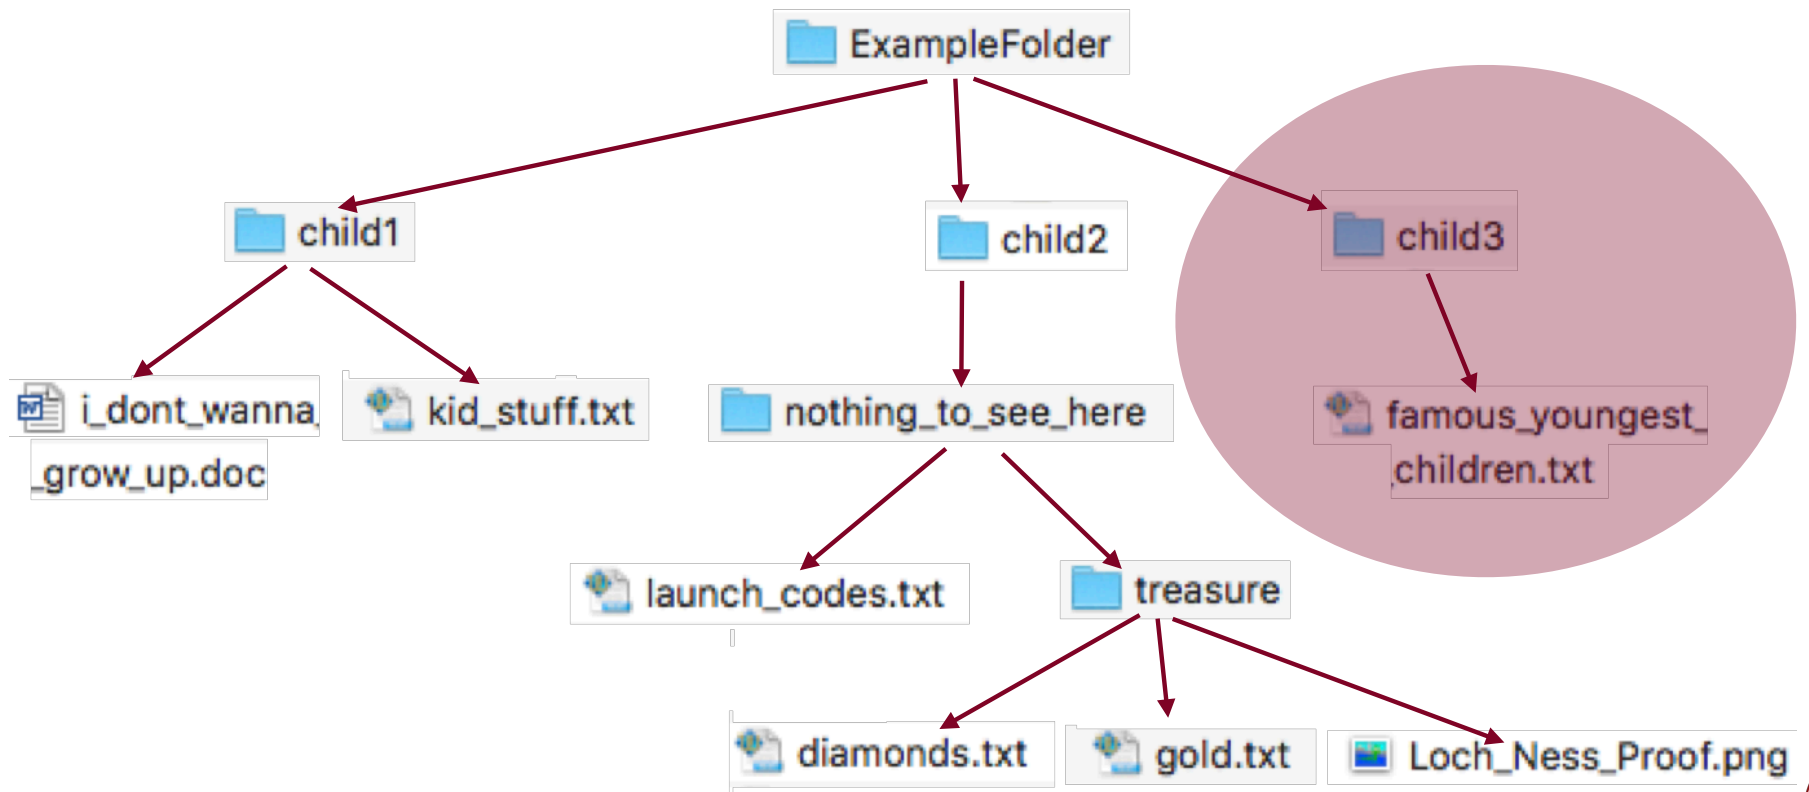 ExampleFolder
child1
child2
child3
i_dont_wanna_
_grow_up.doc
kid_stuff.txt
nothing_to_see_here
famous_youngest_
_children.txt
launch_codes.txt
treasure
diamonds.txt
gold.txt
Loch_Ness_Proof.png